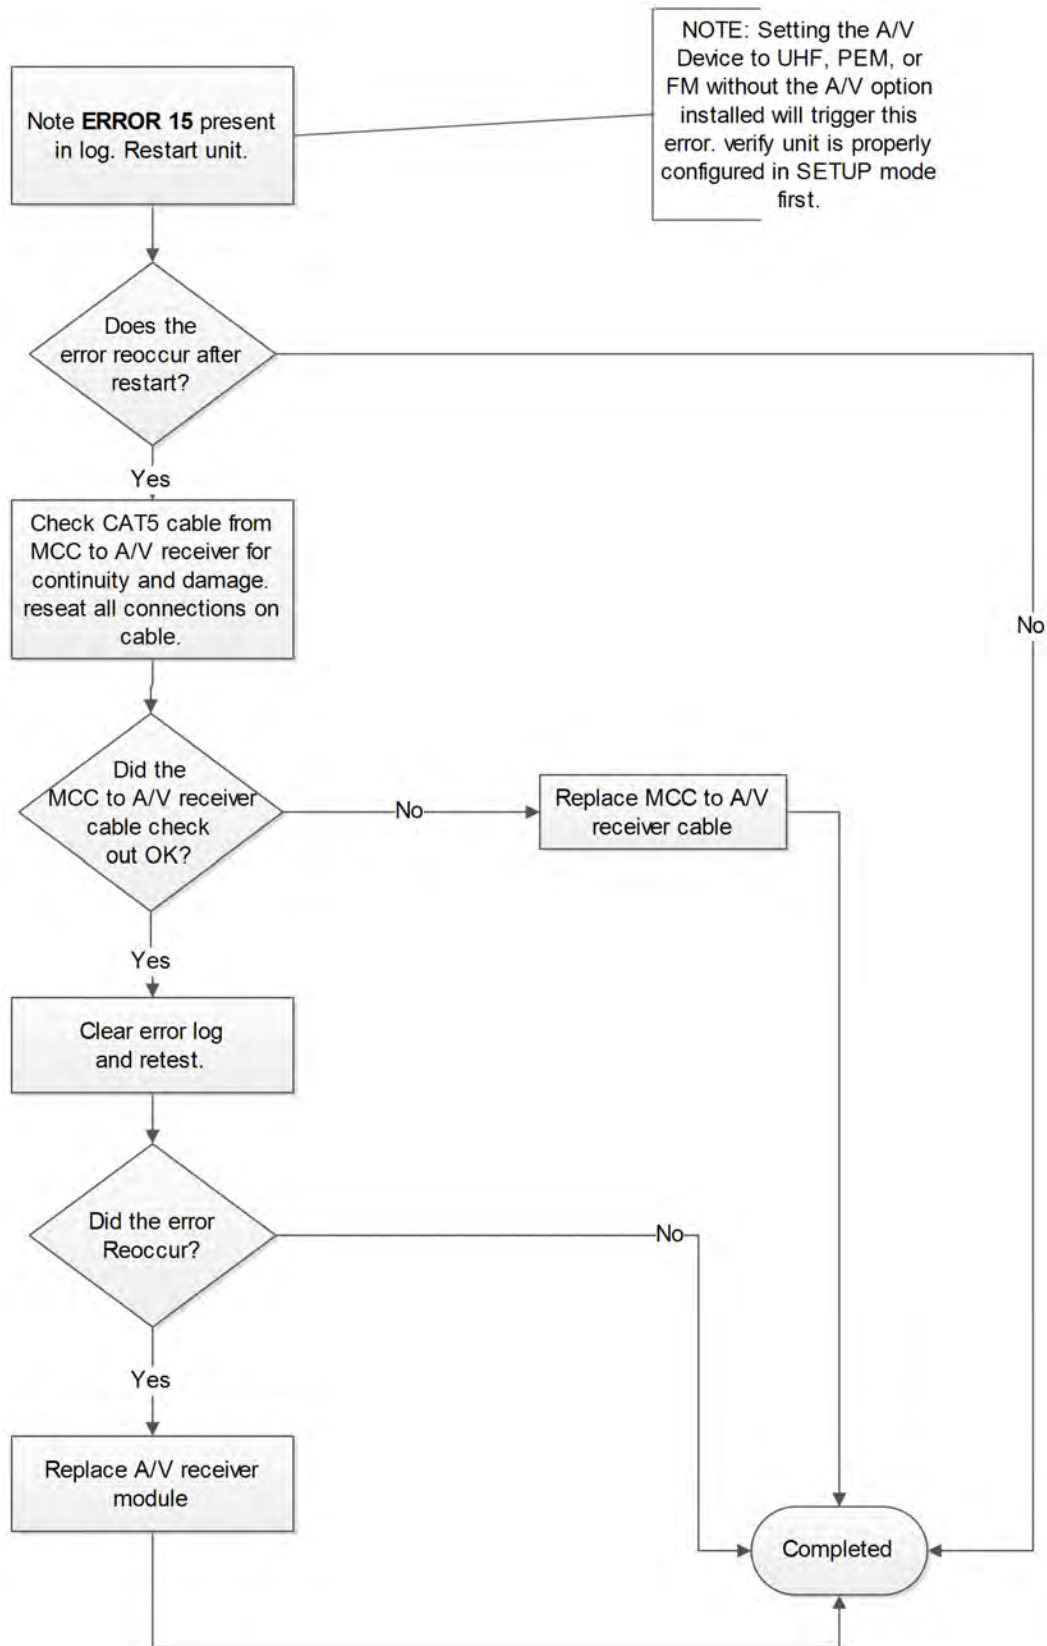 NOTE: Setting the A/V
Device to UHF, PEM, or
FM without the A/V option
installed will trigger this
error. verify unit is properly
configured in SETUP mode
first.
Note ERROR 15 present
in log. Restart unit.
Does the
error reoccur after
restart?
Yes
No
Check CAT5 cable from
MCC to A/V receiver for
continuity and damage.
reseat all connections on
cable.
Did the
MCC to A/V receiver
cable check
out OK?
No
Replace MCC to A/V
receiver cable
Yes
Clear error log
and retest.
Did the error
Reoccur?
No
Yes
Replace A/V receiver
module
Completed